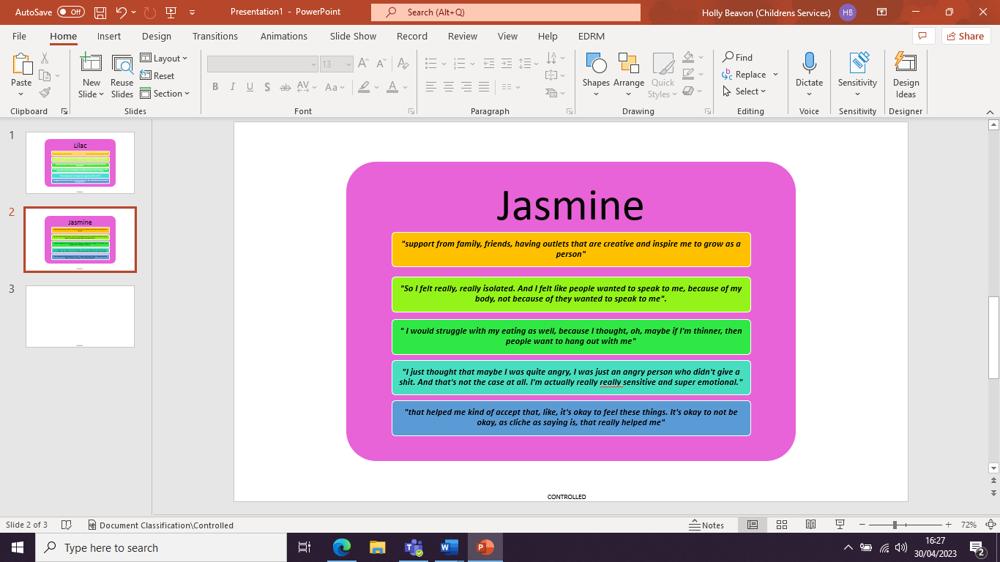 AutoSave Off Presentation1 - PowerPoint Search (Alt+Q) Holly Beavon (Childrens Services) HB
File Home Insert Design Transitions Animations Slide Show Record Review View Help EDRM Share
Paste
Clipboard
New Slide
Reuse Slides
Layout
Reset
Section
Slides
13
Font
Paragraph
Shapes
Arrange
Quick Styles
Drawing
Find
Replace
Select
Editing
Dictate
Voice
Sensitivity
Sensitivity
Design Ideas
Designer
1
Lilac
2
Jasmine
3
Jasmine
"support from family, friends, having outlets that are creative and inspire me to grow as a
person"
"So I felt really, really isolated. And I felt like people wanted to speak to me, because of my
body, not because of they wanted to speak to me".
" I would struggle with my eating as well, because I thought, oh, maybe if I'm thinner, then
people want to hang out with me"
"I just thought that maybe I was quite angry, I was just an angry person who didn't give a
shit. And that's not the case at all. I'm actually really really sensitive and super emotional."
"that helped me kind of accept that, like, it's okay to feel these things. It's okay to not be
okay, as cliche as saying is, that really helped me"
CONTROLLED
Slide 2 of 3 Document Classification\Controlled Notes 72%
Type here to search
16:27
30/04/2023
2